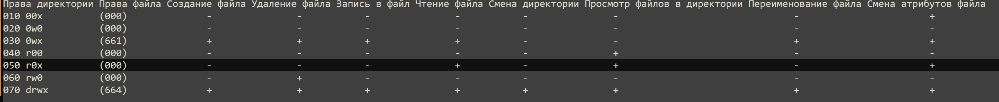 Права директории Права файла Создание файла Удаление файла Запись в файл Чтение файла Смена директории Просмотр файлов в директории Переименование файла Смена атрибутов файла
010 00x (000) - - - - - - - +
020 0w0 (000) - - - - - - - -
030 0wx (661) + + + + - - + +
040 r00 (000) - - - - - + - -
050 r0x (000) - - - + - + - +
060 rw0 (000) - + - - - - - -
070 drwx (664) + + + + + + + +